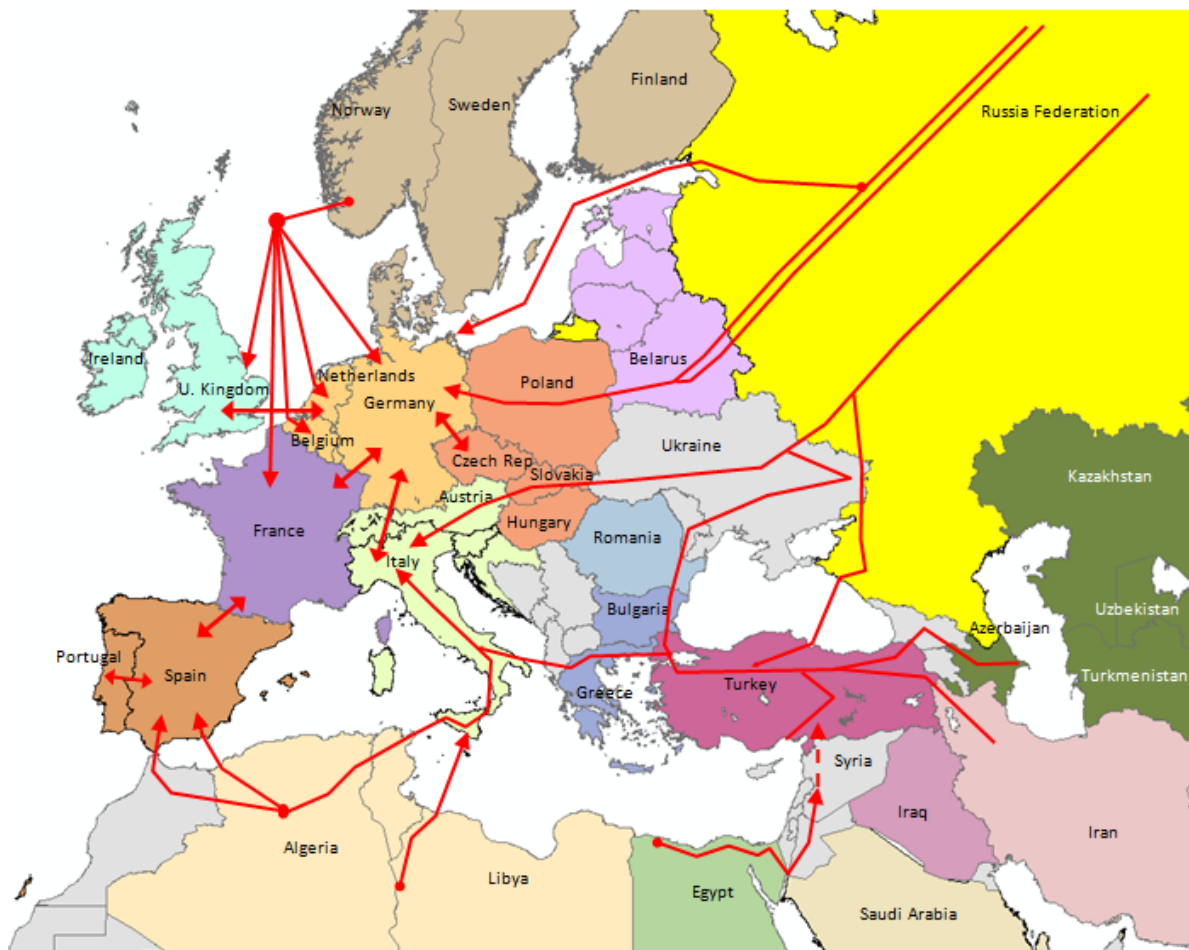 Finland
Norway
Sweden
Russia Federation
Ireland
Belarus
Netherlands
Poland
U. Kingdom
Germany
Belgium
Ukraine
Czech Rep
Slovakia
Kazakhstan
Austria
Hungary
France
Romania
Italy
Bulgaria
Uzbekistan
Azerbaijan
Portugal
Spain
Turkmenistan
Turkey
Greece
Syria
Iraq
Iran
Algeria
Libya
Egypt
Saudi Arabia